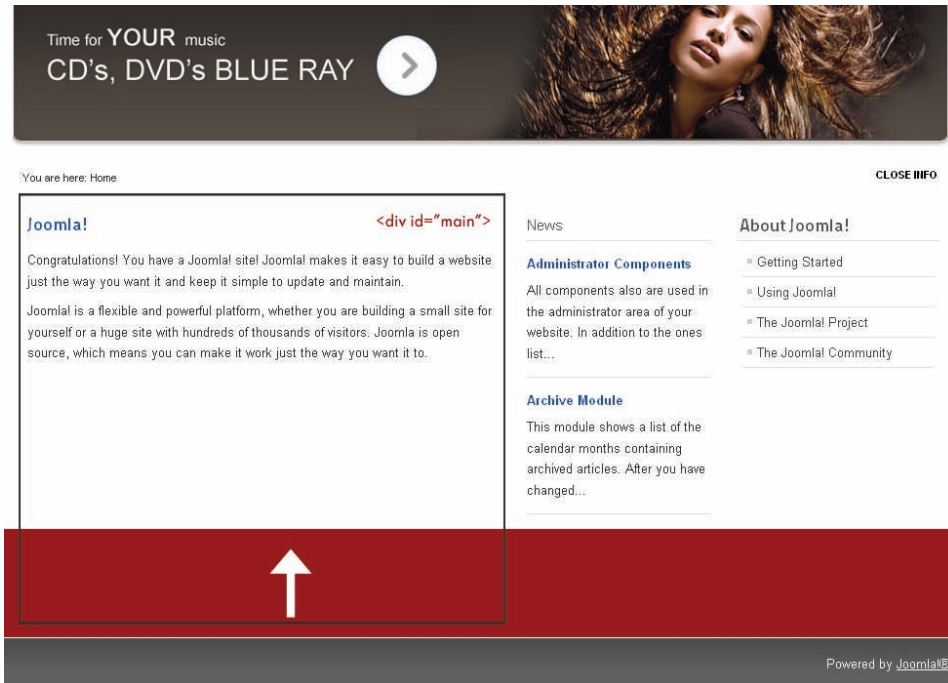 Time for YOUR music
CD's, DVD's BLUE RAY
You are here: Home
CLOSE INFO
Joomla!
<div id="main">
Congratulations! You have a Joomla! site! Joomla! makes it easy to build a website
just the way you want it and keep it simple to update and maintain.
Joomla! is a flexible and powerful platform, whether you are building a small site for
yourself or a huge site with hundreds of thousands of visitors. Joomla is open
source, which means you can make it work just the way you want it to.
News
Administrator Components
All components also are used in
the administrator area of your
website. In addition to the ones
list...
Archive Module
This module shows a list of the
calendar months containing
archived articles. After you have
changed...
About Joomla!
Getting Started
Using Joomla!
The Joomla! Project
The Joomla! Community
Powered by Joomla!®